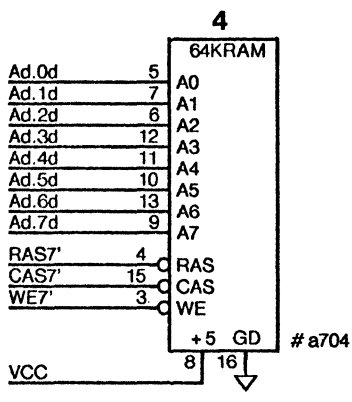 4
64KRAM
Ad.0d 5 A0
Ad.1d 7 A1
Ad.2d 6 A2
Ad.3d 12 A3
Ad.4d 11 A4
Ad.5d 10 A5
Ad.6d 13 A6
Ad.7d 9 A7
RAS7' 4 RAS
CAS7' 15 CAS
WE7' 3 WE
+5 GD # a704
8 16
VCC